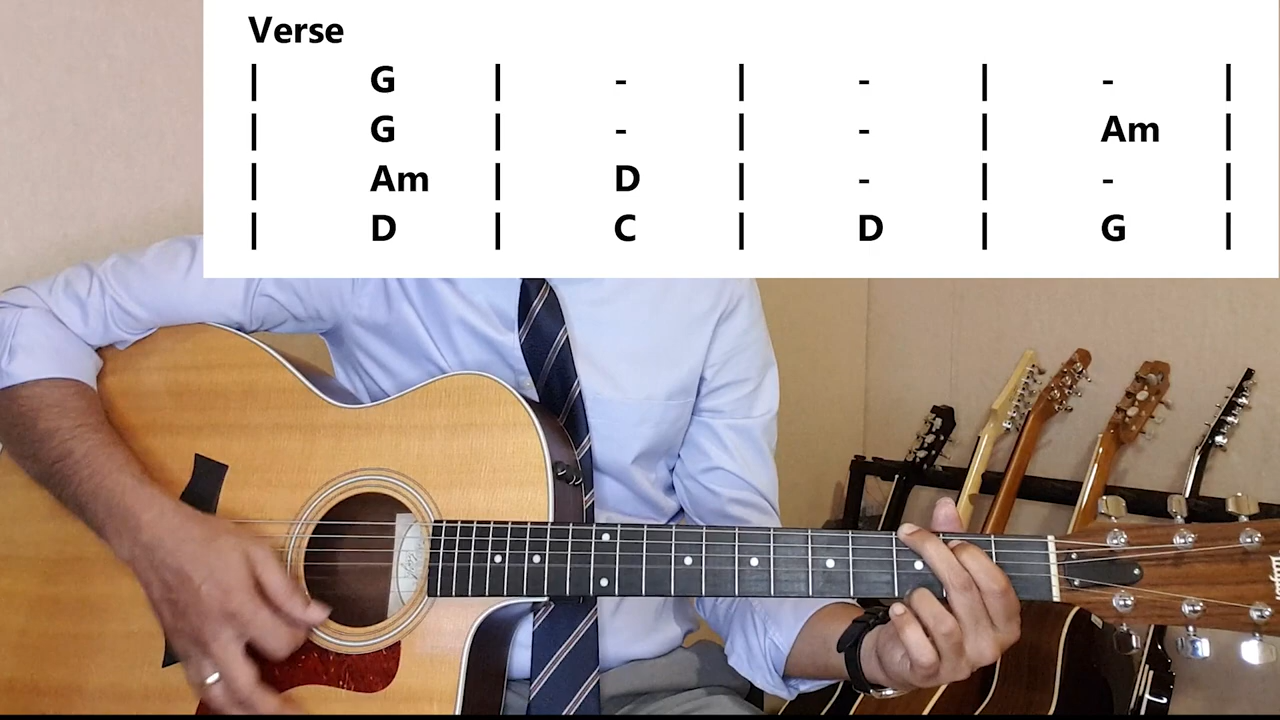 Verse
| G | - | - | - |
| G | - | - | Am |
| Am | D | - | - |
| D | C | D | G |